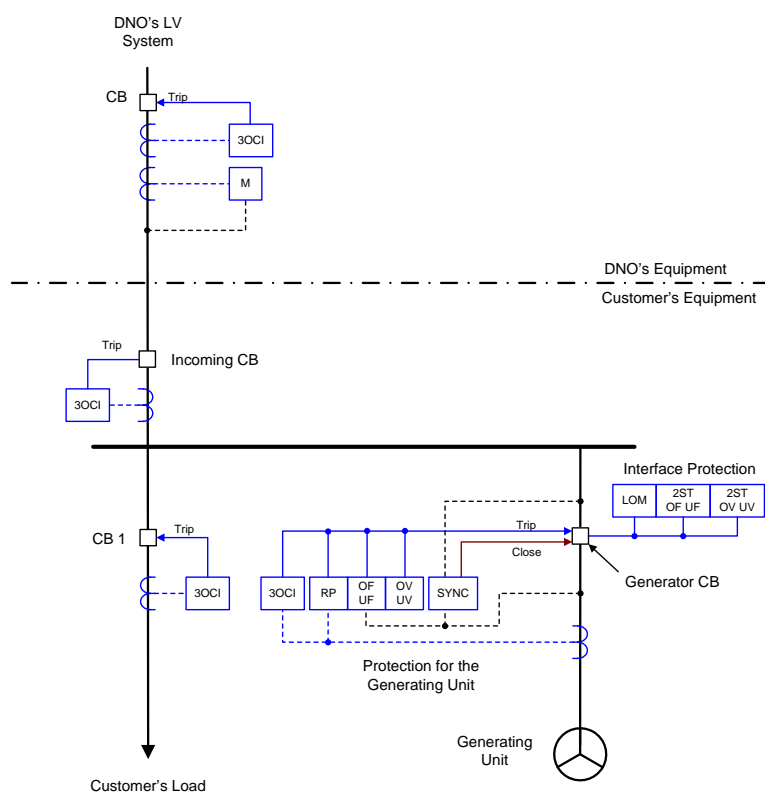 DNO's LV
System
CB
Trip
3OCI
M
DNO's Equipment
Customer's Equipment
Trip
Incoming CB
3OCI
Interface Protection
LOM
2ST
OF UF
2ST
OV UV
CB 1
Trip
3OCI
Trip
Close
3OCI
RP
OF
UF
OV
UV
SYNC
Generator CB
Protection for the
Generating Unit
Generating
Unit
Customer's Load